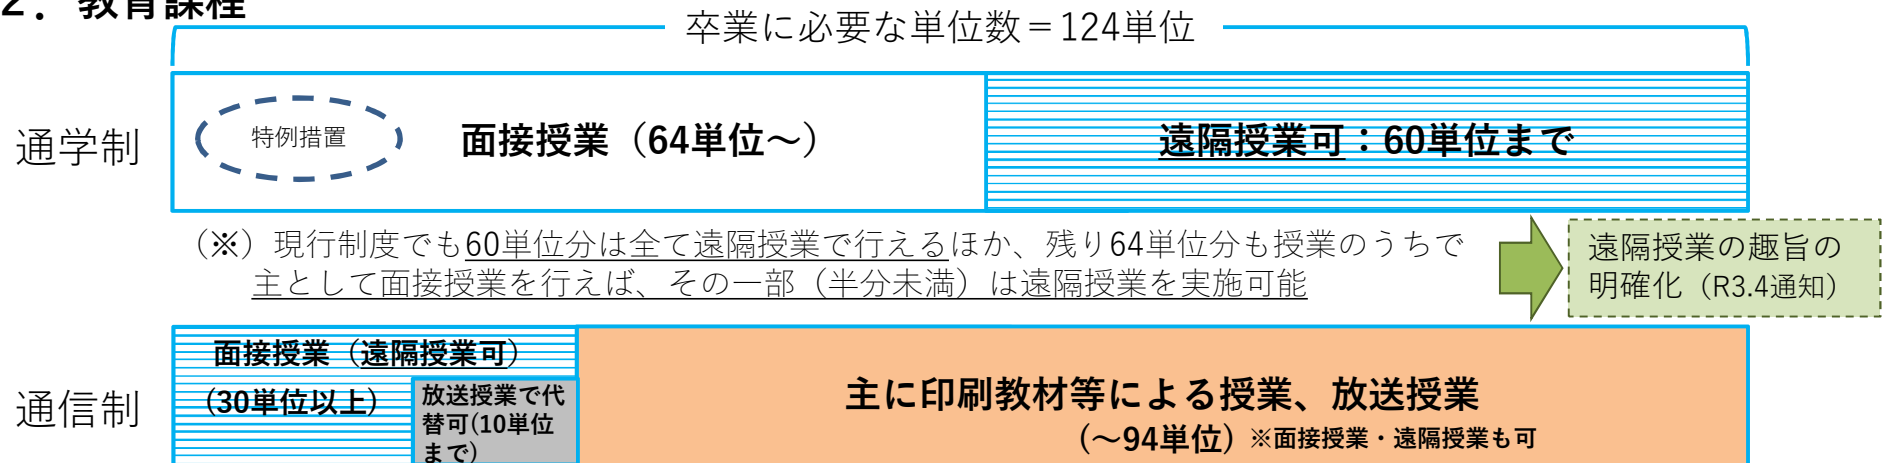 2．教育課程
卒業に必要な単位数＝124単位
通学制
特例措置
面接授業（64単位～）
遠隔授業可：60単位まで
（※）現行制度でも60単位分は全て遠隔授業で行えるほか、残り64単位分も授業のうちで
主として面接授業を行えば、その一部（半分未満）は遠隔授業を実施可能
遠隔授業の趣旨の
明確化（R3.4通知）
通信制
面接授業（遠隔授業可）
（30単位以上）
放送授業で代
替可(10単位
まで)
主に印刷教材等による授業、放送授業
（～94単位）※面接授業・遠隔授業も可